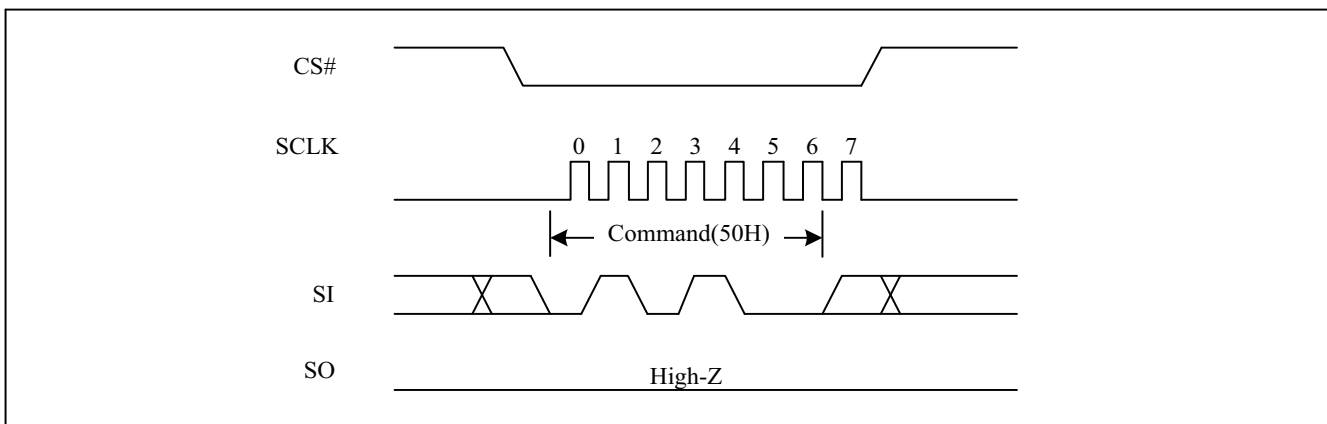 CS#
SCLK
0 1 2 3 4 5 6 7
Command(50H)
SI
SO
High-Z